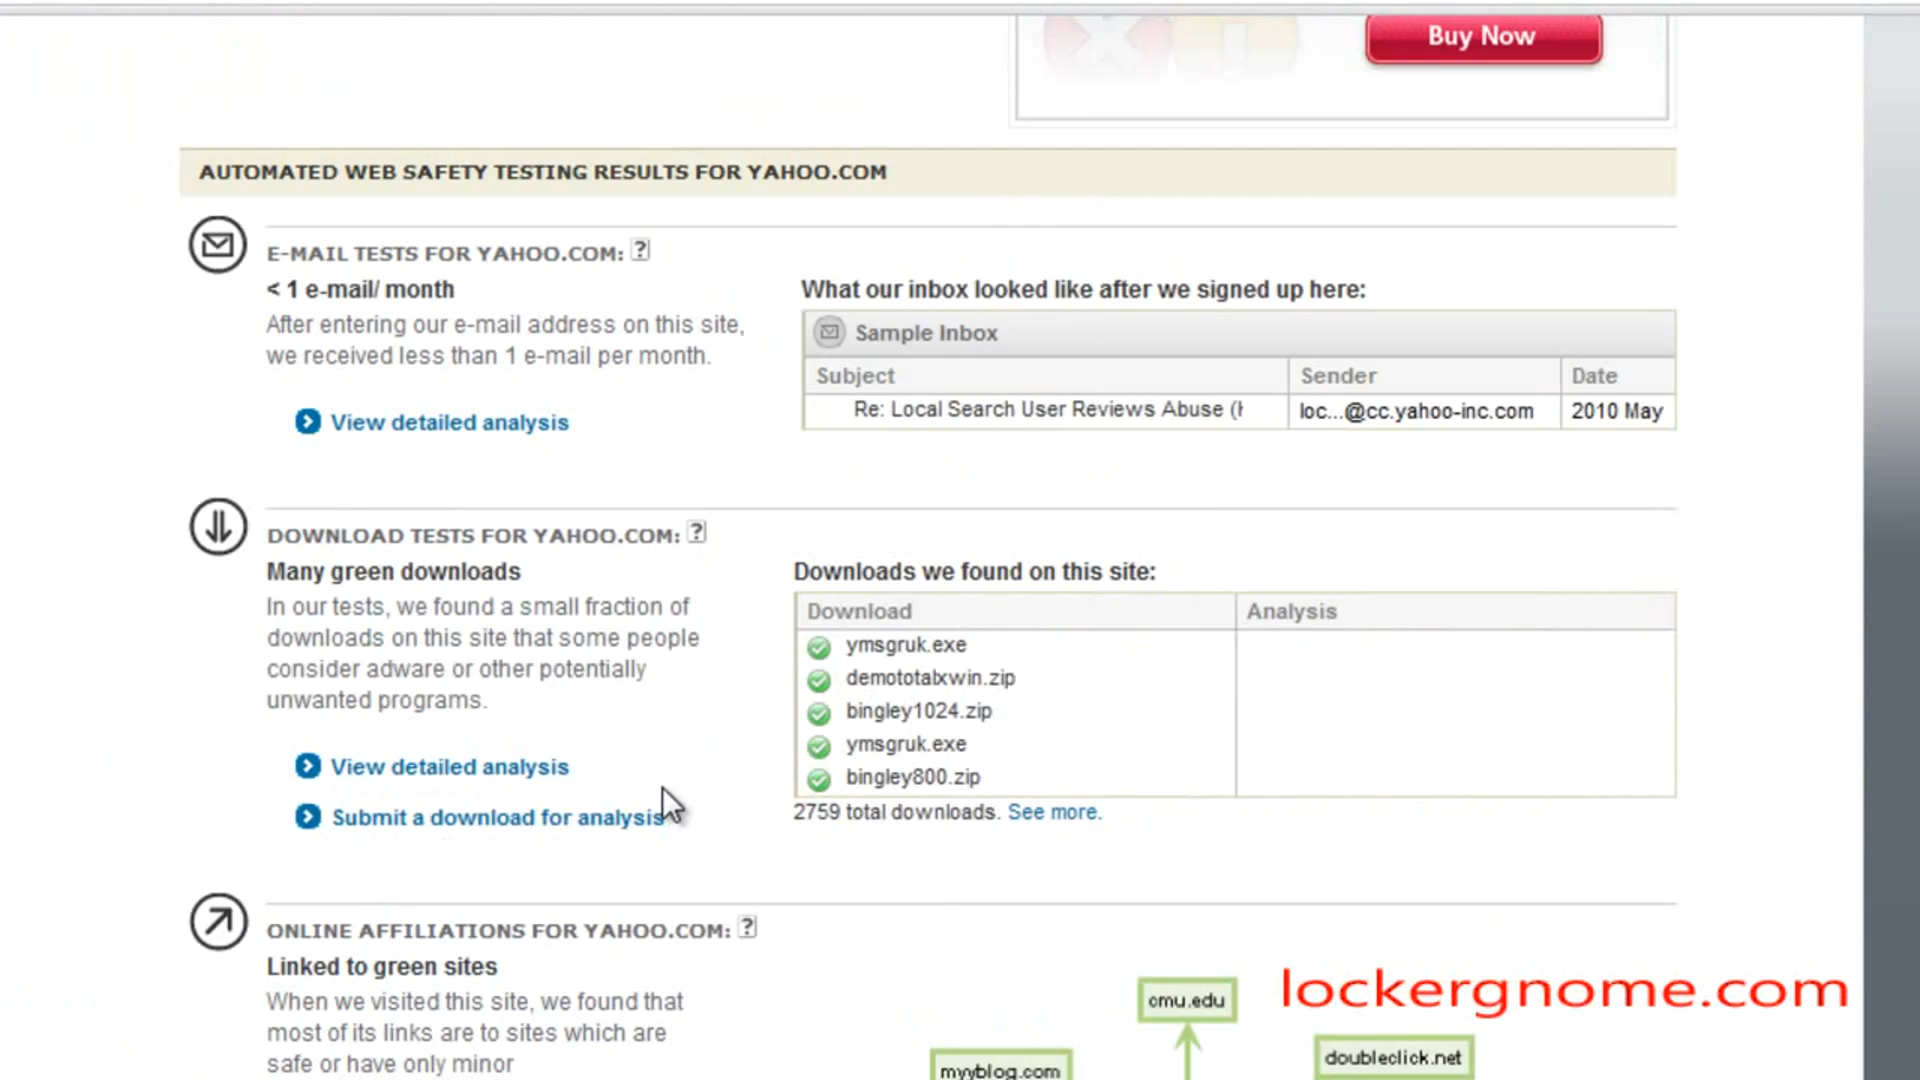 Buy Now
AUTOMATED WEB SAFETY TESTING RESULTS FOR YAHOO.COM
E-MAIL TESTS FOR YAHOO.COM: ?
< 1 e-mail/ month
After entering our e-mail address on this site,
we received less than 1 e-mail per month.
View detailed analysis
What our inbox looked like after we signed up here:
Sample Inbox
Subject Sender Date
Re: Local Search User Reviews Abuse ( loc...@cc.yahoo-inc.com 2010 May
DOWNLOAD TESTS FOR YAHOO.COM: ?
Many green downloads
In our tests, we found a small fraction of
downloads on this site that some people
consider adware or other potentially
unwanted programs.
View detailed analysis
Submit a download for analysis
Downloads we found on this site:
Download Analysis
ymsgruk.exe
demototalxwin.zip
bingley1024.zip
ymsgruk.exe
bingley800.zip
2759 total downloads. See more.
ONLINE AFFILIATIONS FOR YAHOO.COM: ?
Linked to green sites
When we visited this site, we found that
most of its links are to sites which are
safe or have only minor
cmu.edu
doubleclick.net
myyblog.com
lockergnome.com